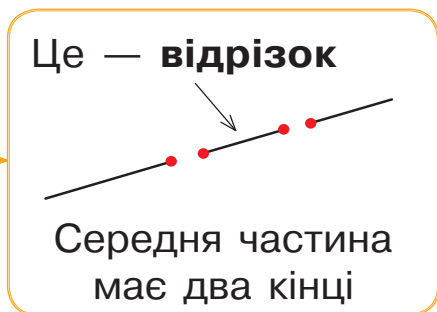 Це — відрізок
Середня частина
має два кінці